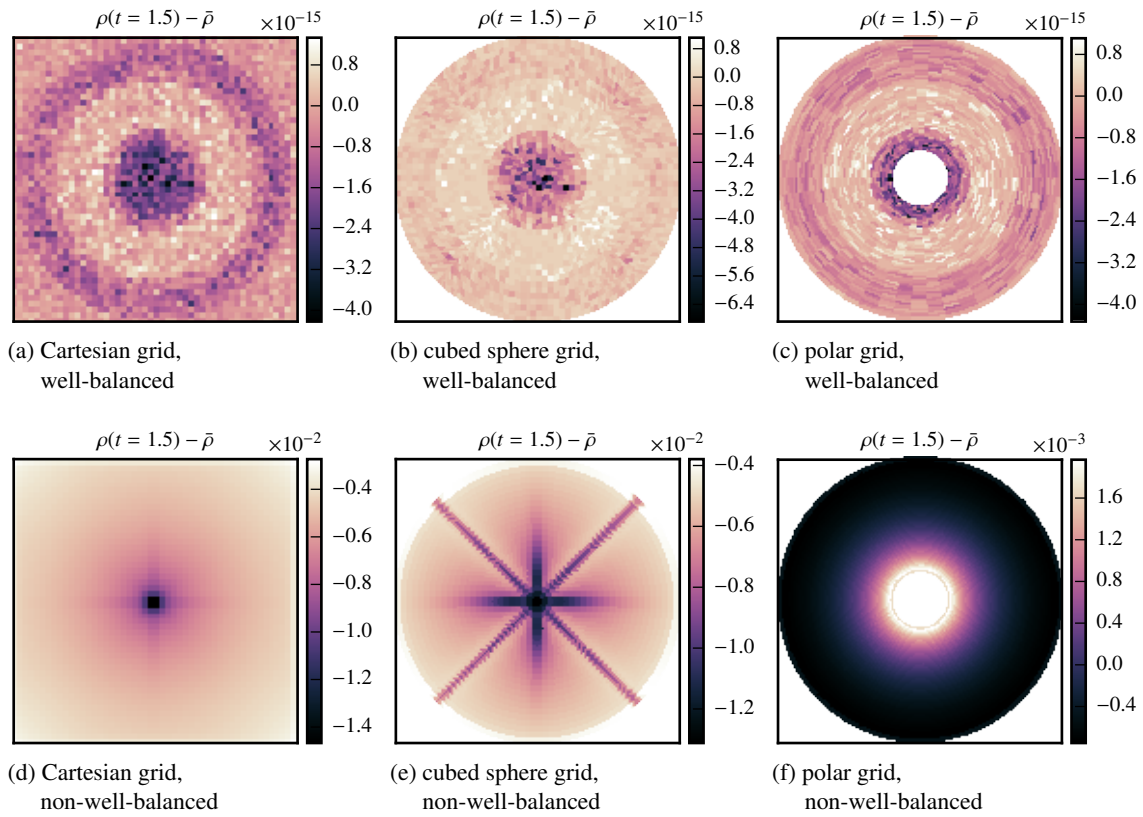 ρ(t = 1.5) − ρ̄ ×10⁻¹⁵
0.8
0.0
−0.8
−1.6
−2.4
−3.2
−4.0
(a) Cartesian grid,
well-balanced
ρ(t = 1.5) − ρ̄ ×10⁻¹⁵
0.8
0.0
−0.8
−1.6
−2.4
−3.2
−4.0
−4.8
−5.6
−6.4
(b) cubed sphere grid,
well-balanced
ρ(t = 1.5) − ρ̄ ×10⁻¹⁵
0.8
0.0
−0.8
−1.6
−2.4
−3.2
−4.0
(c) polar grid,
well-balanced
ρ(t = 1.5) − ρ̄ ×10⁻²
−0.4
−0.6
−0.8
−1.0
−1.2
−1.4
(d) Cartesian grid,
non-well-balanced
ρ(t = 1.5) − ρ̄ ×10⁻²
−0.4
−0.6
−0.8
−1.0
−1.2
(e) cubed sphere grid,
non-well-balanced
ρ(t = 1.5) − ρ̄ ×10⁻³
1.6
1.2
0.8
0.4
0.0
−0.4
(f) polar grid,
non-well-balanced